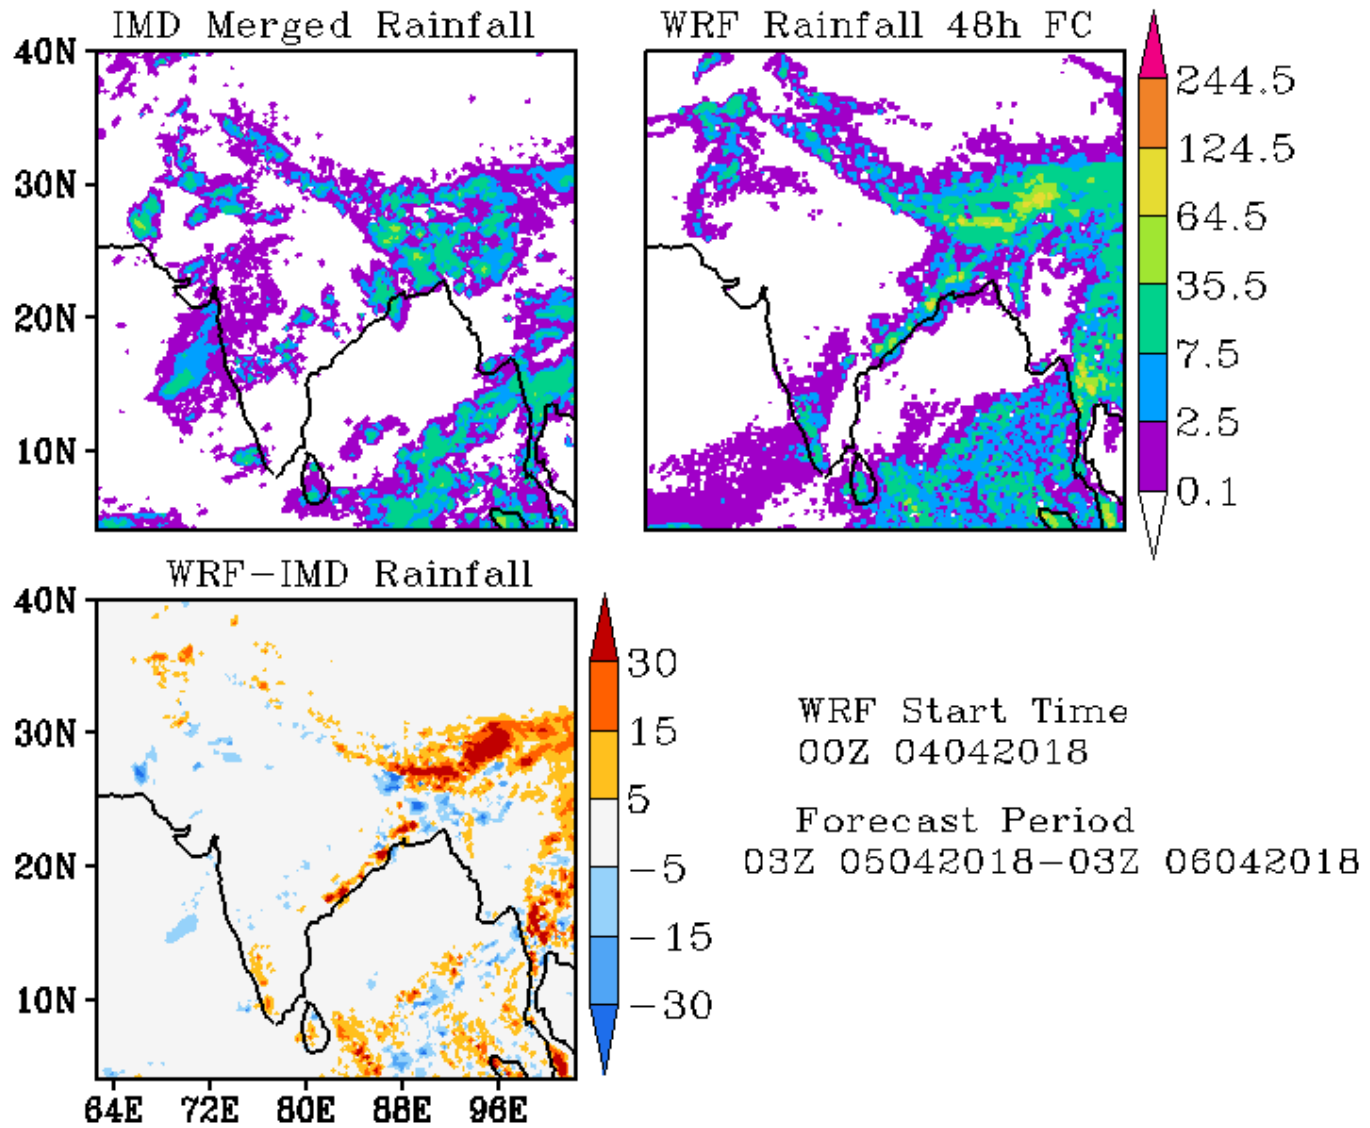 IMD Merged Rainfall
WRF Rainfall 48h FC
40N
30N
20N
10N
244.5
124.5
64.5
35.5
7.5
2.5
0.1
WRF-IMD Rainfall
40N
30N
20N
10N
64E 72E 80E 88E 96E
30
15
5
-5
-15
-30
WRF Start Time
00Z 04042018
Forecast Period
03Z 05042018-03Z 06042018